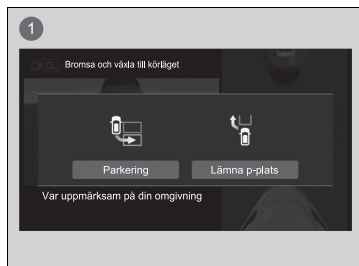 1
Bromsa och växla till körläget
Parkering
Lämna p-plats
Var uppmärksam på din omgivning